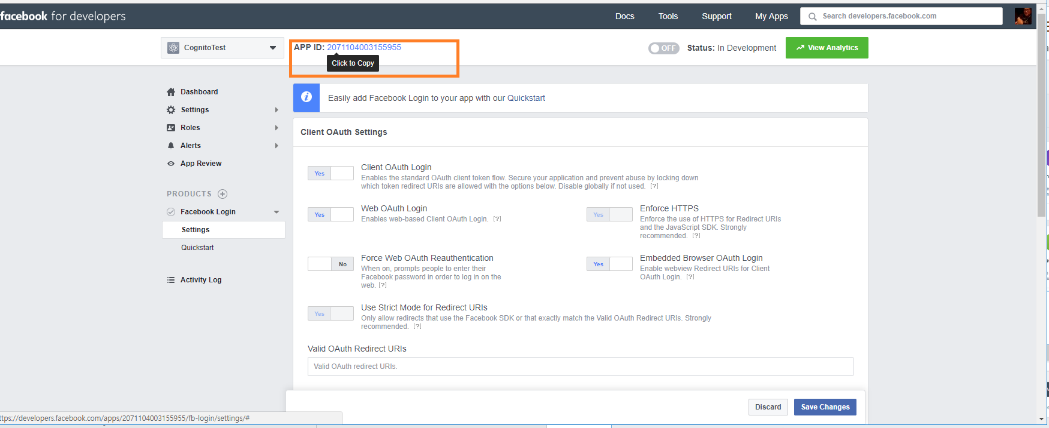 facebook for developers
Docs
Tools
Support
My Apps
Search developers.facebook.com
CognitoTest
APP ID: 2071104003155955
Click to Copy
OFF
Status: In Development
View Analytics
Dashboard
Settings
Roles
Alerts
App Review
PRODUCTS
Facebook Login
Settings
Quickstart
Activity Log
Easily add Facebook Login to your app with our Quickstart
Client OAuth Settings
Yes
Client OAuth Login
Enables the standard OAuth client token flow. Secure your application and prevent abuse by locking down
which token redirect URIs are allowed with the options below. Disable globally if not used. [?]
Yes
Web OAuth Login
Enables web-based Client OAuth Login. [?]
Yes
Enforce HTTPS
Enforce the use of HTTPS for Redirect URIs
and the JavaScript SDK. Strongly
recommended. [?]
No
Force Web OAuth Reauthentication
When on, prompts people to enter their
Facebook password in order to log in on the
web. [?]
Yes
Embedded Browser OAuth Login
Enable webview Redirect URIs for Client
OAuth Login. [?]
Yes
Use Strict Mode for Redirect URIs
Only allow redirects that use the Facebook SDK or that exactly match the Valid OAuth Redirect URIs. Strongly
recommended. [?]
Valid OAuth Redirect URIs
Valid OAuth redirect URIs.
Discard
Save Changes
ttps://developers.facebook.com/apps/2071104003155955/fb-login/settings/#